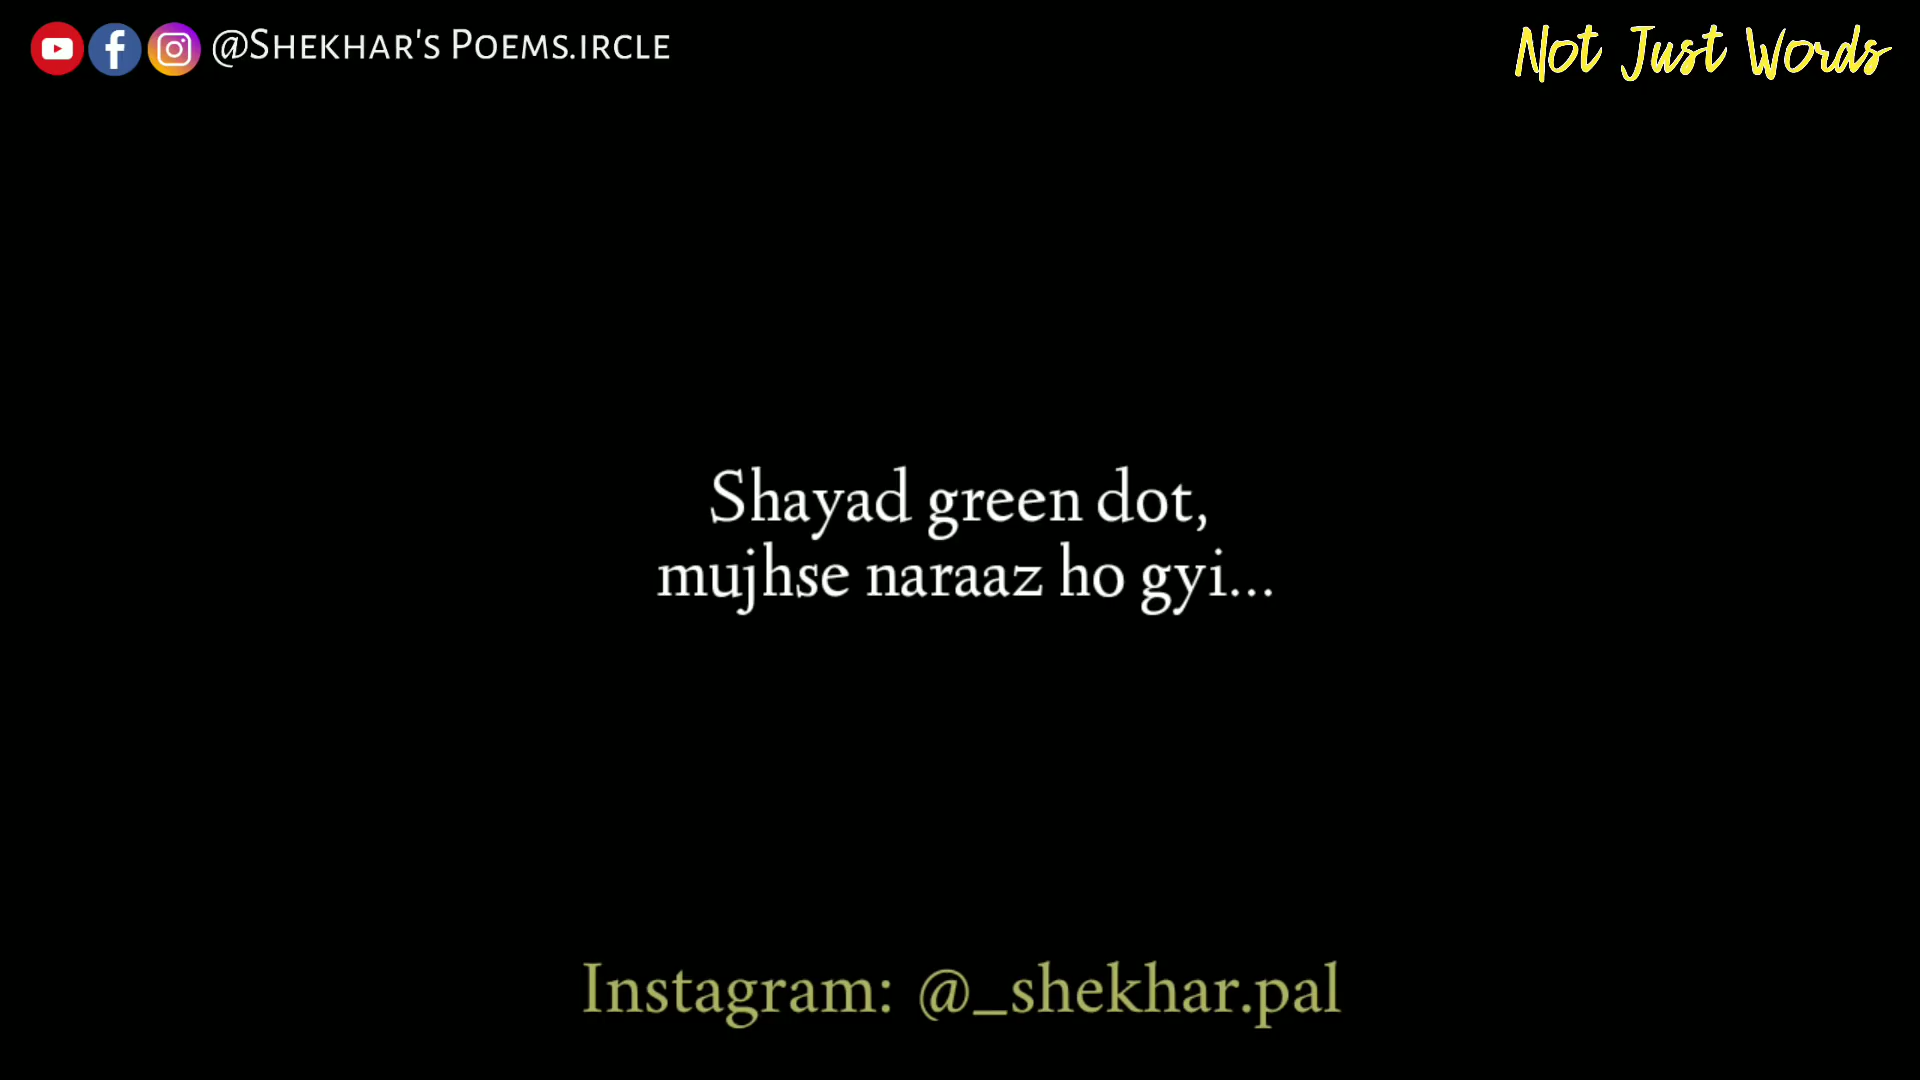 @Shekhar's Poems.ircle
Not Just Words
Shayad green dot,
mujhse naraaz ho gyi...
Instagram: @_shekhar.pal